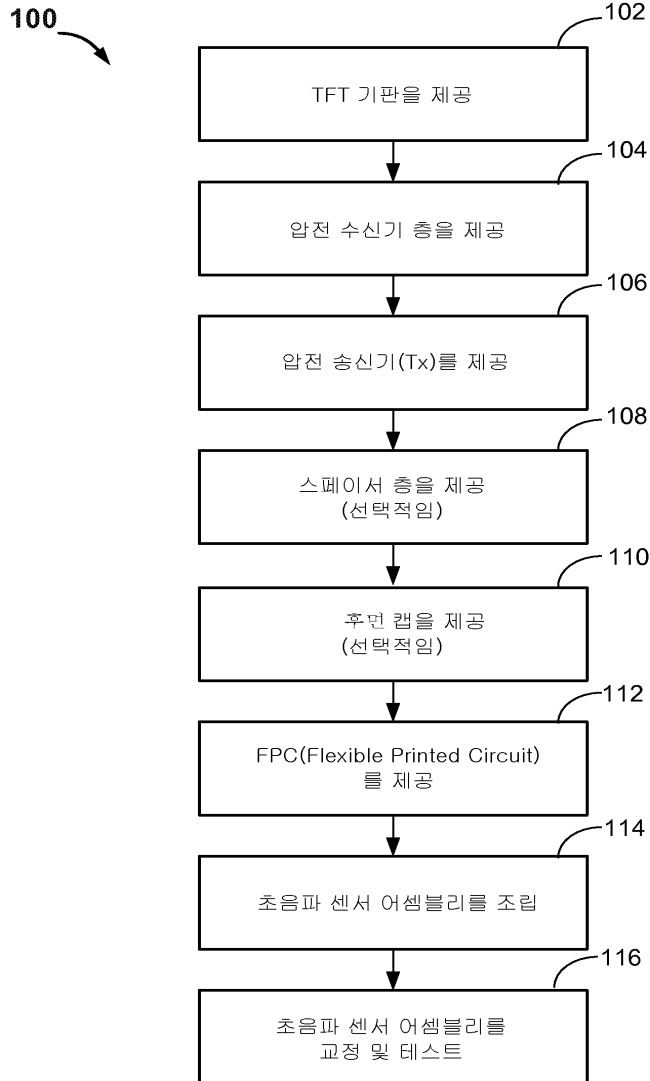 100
102
TFT 기판을 제공
104
압전 수신기 층을 제공
106
압전 송신기(Tx)를 제공
108
스페이서 층을 제공
(선택적임)
110
후면 캡을 제공
(선택적임)
112
FPC(Flexible Printed Circuit)
를 제공
114
초음파 센서 어셈블리를 조립
116
초음파 센서 어셈블리를
교정 및 테스트